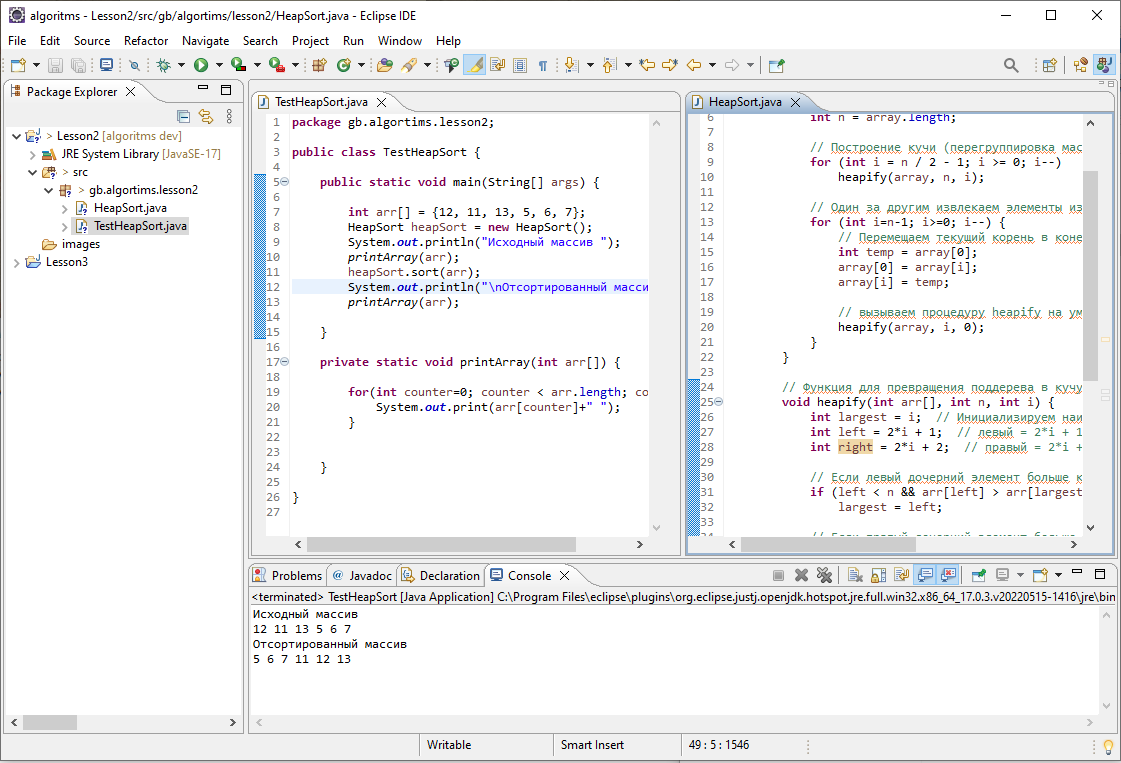 algoritms - Lesson2/src/gb/algortims/lesson2/HeapSort.java - Eclipse IDE
File Edit Source Refactor Navigate Search Project Run Window Help
Package Explorer
> Lesson2 [algoritms dev]
JRE System Library [JavaSE-17]
> src
> gb.algortims.lesson2
HeapSort.java
TestHeapSort.java
images
Lesson3
TestHeapSort.java
1 package gb.algortims.lesson2;
2
3 public class TestHeapSort {
4
5 public static void main(String[] args) {
6
7 int arr[] = {12, 11, 13, 5, 6, 7};
8 HeapSort heapSort = new HeapSort();
9 System.out.println("Исходный массив ");
10 printArray(arr);
11 heapSort.sort(arr);
12 System.out.println("\nОтсортированный масси
13 printArray(arr);
14
15 }
16
17 private static void printArray(int arr[]) {
18
19 for(int counter=0; counter < arr.length; co
20 System.out.print(arr[counter]+" ");
21 }
22
23
24 }
25
26 }
27
HeapSort.java
6 int n = array.length;
7
8 // Построение кучи (перегруппировка мас
9 for (int i = n / 2 - 1; i >= 0; i--)
10 heapify(array, n, i);
11
12 // Один за другим извлекаем элементы из
13 for (int i=n-1; i>=0; i--) {
14 // Перемещаем текущий корень в коне
15 int temp = array[0];
16 array[0] = array[i];
17 array[i] = temp;
18
19 // вызываем процедуру heapify на ум
20 heapify(array, i, 0);
21 }
22 }
23
24 // Функция для превращения поддерева в кучу
25 void heapify(int arr[], int n, int i) {
26 int largest = i; // Инициализируем наи
27 int left = 2*i + 1; // левый = 2*i + 1
28 int right = 2*i + 2; // правый = 2*i +
29
30 // Если левый дочерний элемент больше к
31 if (left < n && arr[left] > arr[largest
32 largest = left;
33
34 // Если правый дочерний элемент больше
Problems Javadoc Declaration Console
<terminated> TestHeapSort [Java Application] C:\Program Files\eclipse\plugins\org.eclipse.justj.openjdk.hotspot.jre.full.win32.x86_64_17.0.3.v20220515-1416\jre\bin
Исходный массив
12 11 13 5 6 7
Отсортированный массив
5 6 7 11 12 13
Writable Smart Insert 49 : 5 : 1546